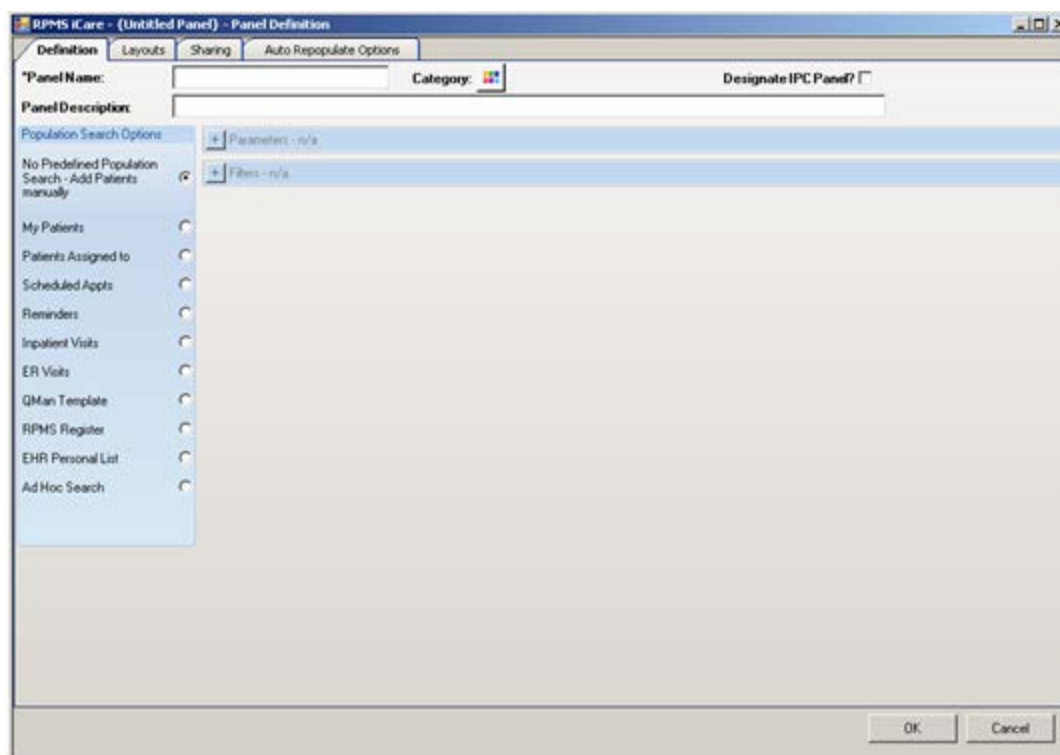 RPMS iCare - (Untitled Panel) - Panel Definition
Definition Layouts Sharing Auto Repopulate Options
*Panel Name: Category: Designate IPC Panel?
Panel Description:
Population Search Options
+ Parameters - n/a
No Predefined Population
Search - Add Patients
manually
+ Filters - n/a
My Patients
Patients Assigned to
Scheduled Appts
Reminders
Inpatient Visits
ER Visits
QMan Template
RPMS Register
EHR Personal List
Ad Hoc Search
OK Cancel